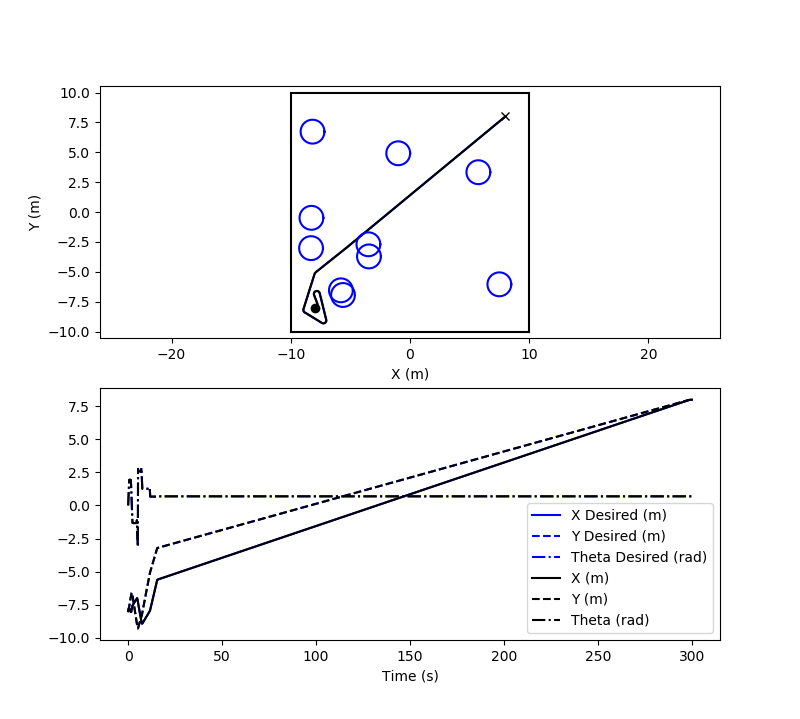 10.0
7.5
5.0
2.5
0.0
−2.5
−5.0
−7.5
−10.0
Y (m)
−20 −10 0 10 20
X (m)
7.5
5.0
2.5
0.0
−2.5
−5.0
−7.5
−10.0
X Desired (m)
Y Desired (m)
Theta Desired (rad)
X (m)
Y (m)
Theta (rad)
0 50 100 150 200 250 300
Time (s)